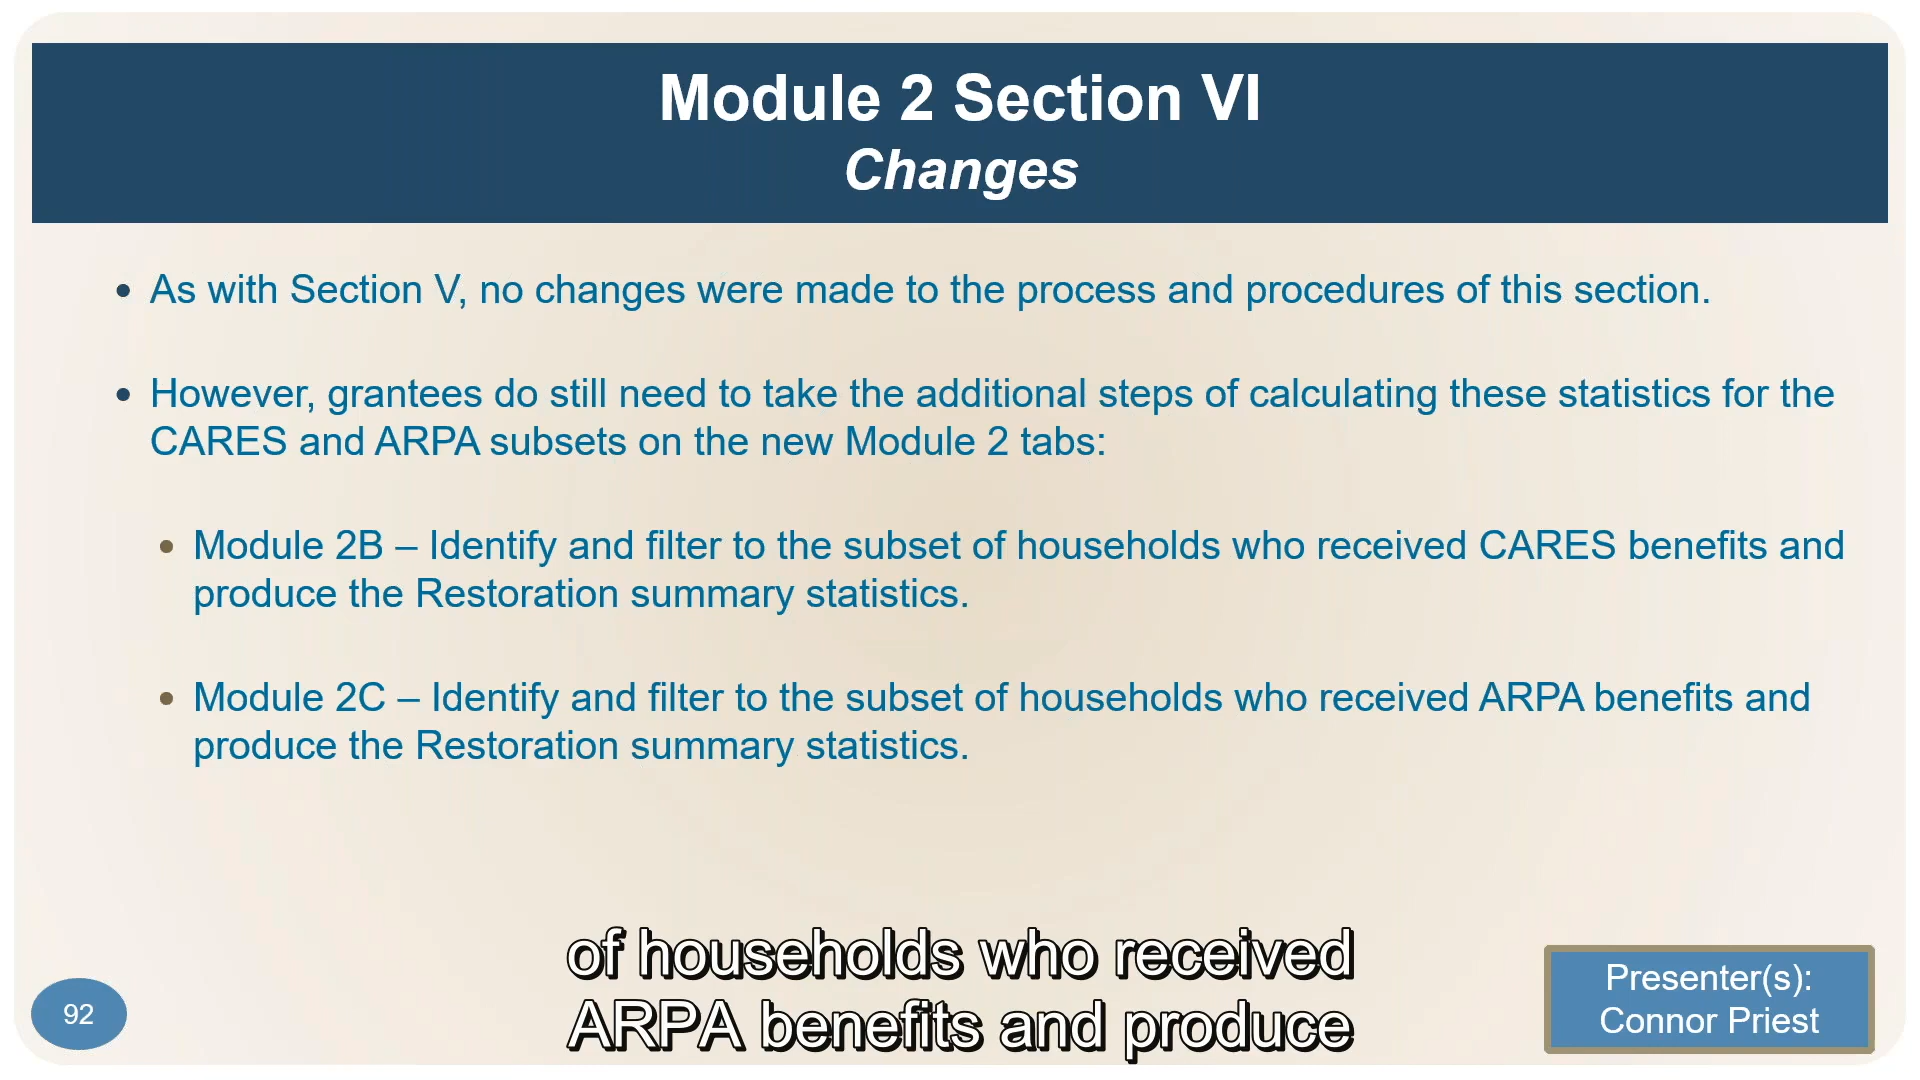 Module 2 Section VI
Changes
• As with Section V, no changes were made to the process and procedures of this section.
• However, grantees do still need to take the additional steps of calculating these statistics for the
CARES and ARPA subsets on the new Module 2 tabs:
• Module 2B – Identify and filter to the subset of households who received CARES benefits and
produce the Restoration summary statistics.
• Module 2C – Identify and filter to the subset of households who received ARPA benefits and
produce the Restoration summary statistics.
of households who received
ARPA benefits and produce
92
Presenter(s):
Connor Priest